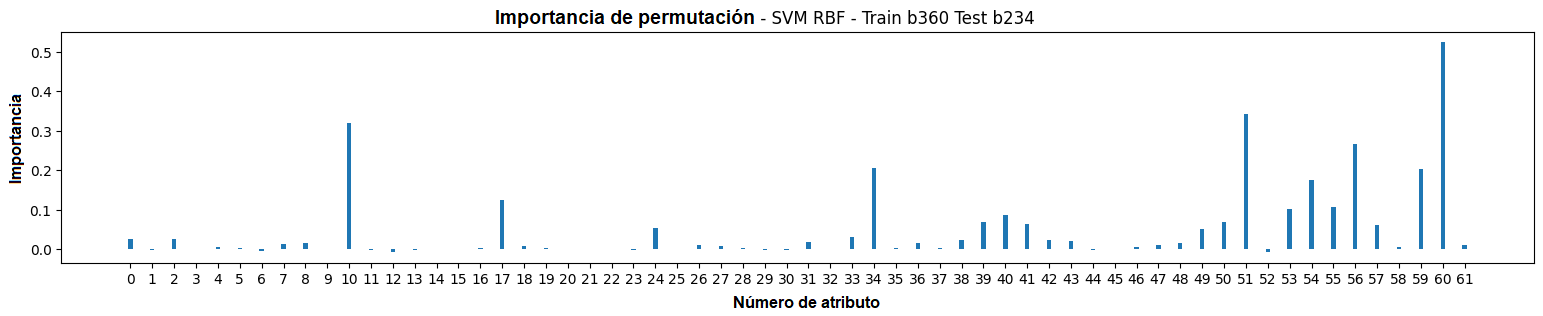 Importancia de permutación - SVM RBF - Train b360 Test b234
Importancia
0.5
0.4
0.3
0.2
0.1
0.0
0 1 2 3 4 5 6 7 8 9 10 11 12 13 14 15 16 17 18 19 20 21 22 23 24 25 26 27 28 29 30 31 32 33 34 35 36 37 38 39 40 41 42 43 44 45 46 47 48 49 50 51 52 53 54 55 56 57 58 59 60 61
Número de atributo